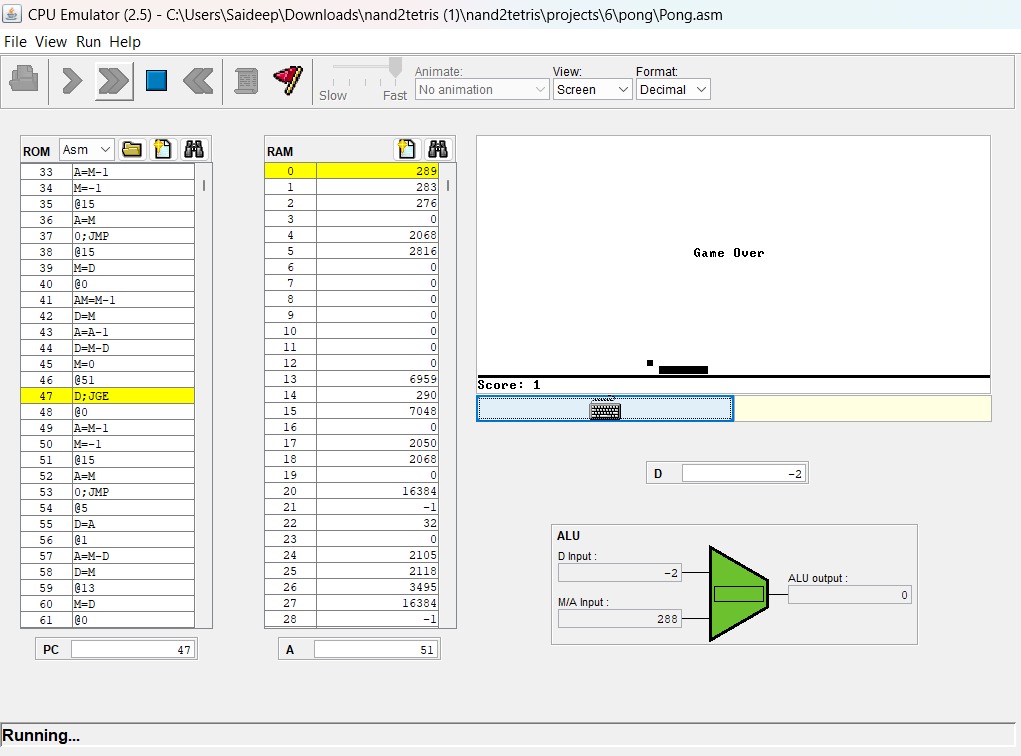 CPU Emulator (2.5) - C:\Users\Saideep\Downloads\nand2tetris (1)\nand2tetris\projects\6\pong\Pong.asm
File View Run Help
Slow Fast
Animate:
No animation
View:
Screen
Format:
Decimal
ROM Asm
33 A=M-1
34 M=-1
35 @15
36 A=M
37 0;JMP
38 @15
39 M=D
40 @0
41 AM=M-1
42 D=M
43 A=A-1
44 D=M-D
45 M=0
46 @51
47 D;JGE
48 @0
49 A=M-1
50 M=-1
51 @15
52 A=M
53 0;JMP
54 @5
55 D=A
56 @1
57 A=M-D
58 D=M
59 @13
60 M=D
61 @0
PC 47
RAM
0 289
1 283
2 276
3 0
4 2068
5 2816
6 0
7 0
8 0
9 0
10 0
11 0
12 0
13 6959
14 290
15 7048
16 0
17 2050
18 2068
19 0
20 16384
21 -1
22 32
23 0
24 2105
25 2118
26 3495
27 16384
28 -1
A 51
Game Over
Score: 1
D -2
ALU
D Input :
-2
M/A Input :
288
ALU output :
0
Running...